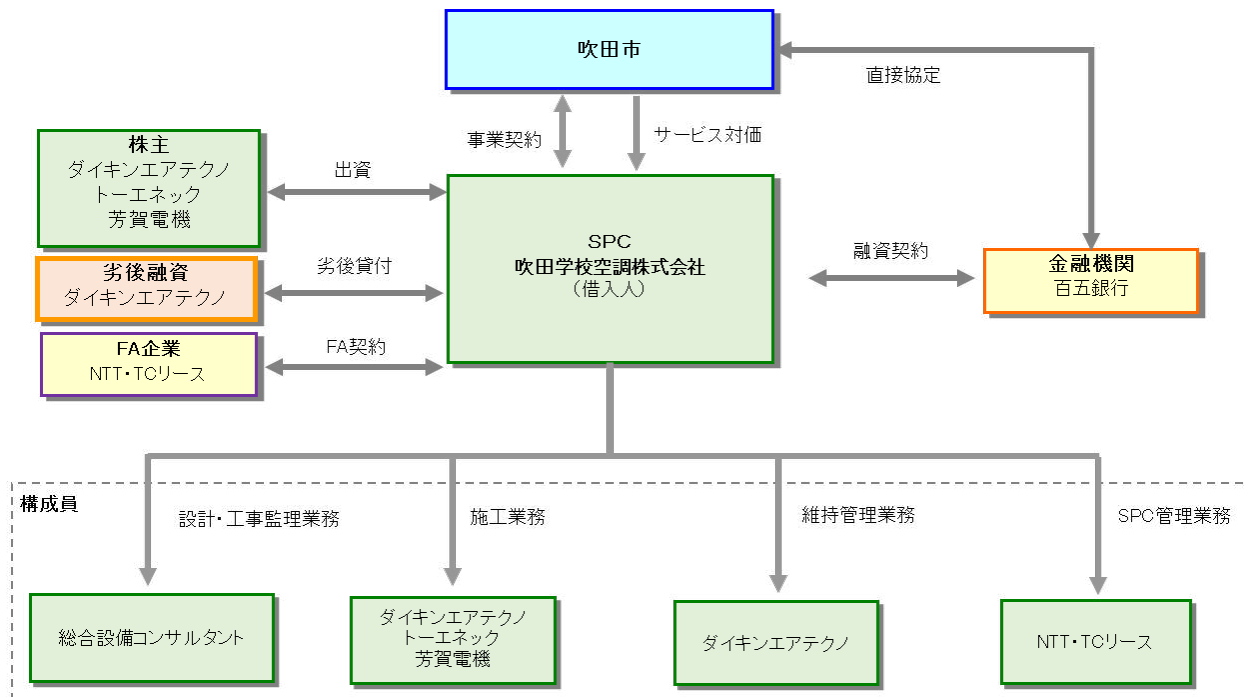 吹田市
直接協定
事業契約
サービス対価
株主
ダイキンエアテクノ
トーエネック
芳賀電機
出資
SPC
吹田学校空調株式会社
（借入人）
劣後融資
ダイキンエアテクノ
劣後貸付
融資契約
金融機関
百五銀行
FA企業
NTT・TCリース
FA契約
構成員
設計・工事監理業務
施工業務
維持管理業務
SPC管理業務
総合設備コンサルタント
ダイキンエアテクノ
トーエネック
芳賀電機
ダイキンエアテクノ
NTT・TCリース